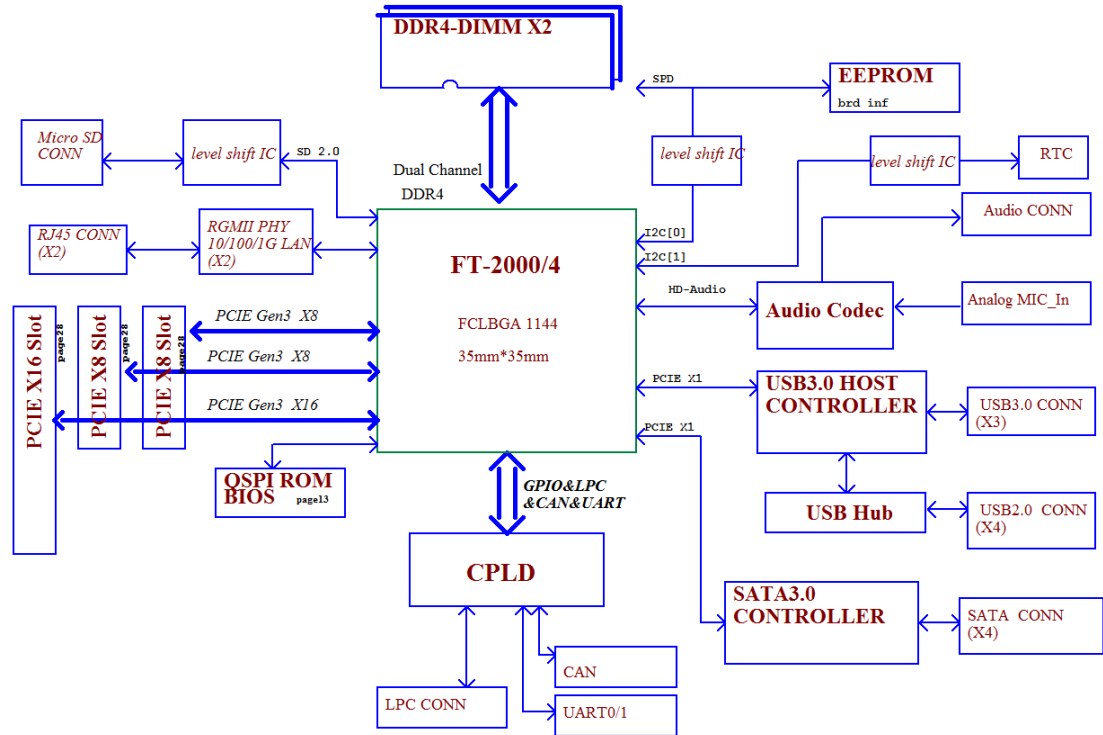 DDR4-DIMM X2
SPD
EEPROM
brd inf
Micro SD
CONN
level shift IC
SD 2.0
level shift IC
level shift IC
RTC
Dual Channel
DDR4
Audio CONN
RJ45 CONN
(X2)
RGMII PHY
10/100/1G LAN
(X2)
I2C[0]
I2C[1]
FT-2000/4
FCLBGA 1144
35mm*35mm
HD-Audio
Audio Codec
Analog MIC_In
PCIE X16 Slot
page28
PCIE X8 Slot
page28
PCIE X8 Slot
page28
PCIE Gen3  X8
PCIE Gen3  X8
PCIE Gen3  X16
PCIE X1
USB3.0 HOST
CONTROLLER
USB3.0 CONN
(X3)
PCIE X1
QSPI ROM
BIOS
page13
GPIO&LPC
&CAN&UART
USB Hub
USB2.0  CONN
(X4)
CPLD
SATA3.0
CONTROLLER
SATA  CONN
(X4)
CAN
LPC CONN
UART0/1